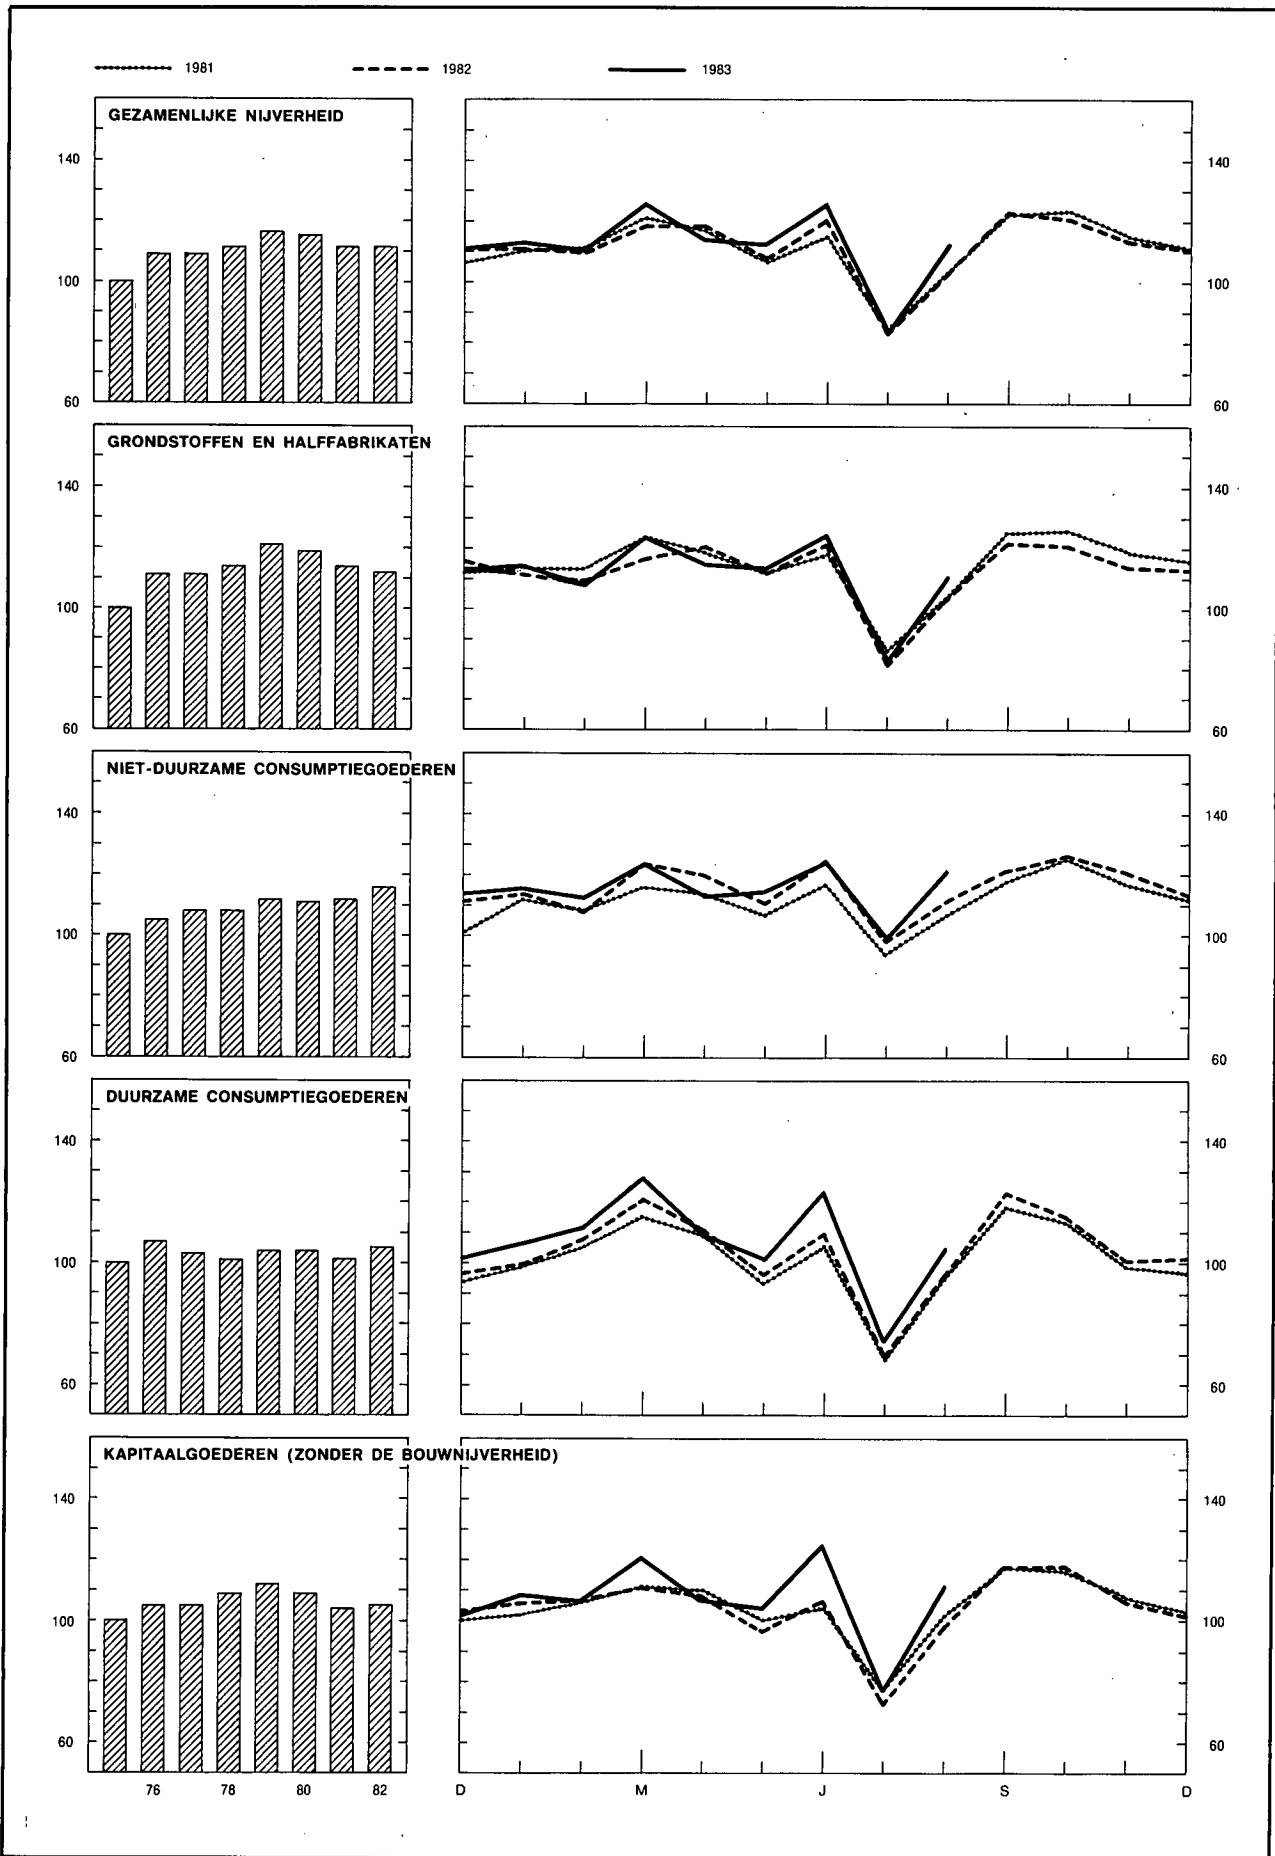 1981 1982 1983
GEZAMENLIJKE NIJVERHEID
140 140
100 100
60 60
GRONDSTOFFEN EN HALFFABRIKATEN
140 140
100 100
60 60
NIET-DUURZAME CONSUMPTIEGOEDEREN
140 140
100 100
60 60
DUURZAME CONSUMPTIEGOEDEREN
140 140
100 100
60 60
KAPITAALGOEDEREN (ZONDER DE BOUWNIJVERHEID)
140 140
100 100
60 60
76 78 80 82 D M J S D